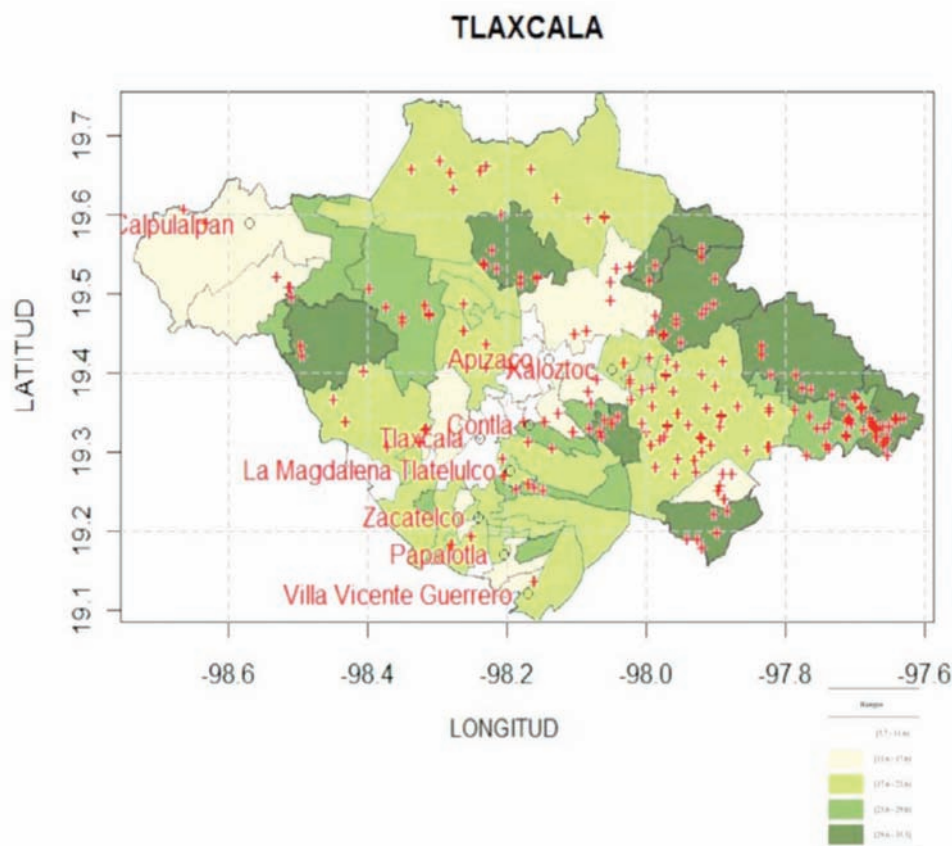 TLAXCALA
LATITUD
19.7
19.6
19.5
19.4
19.3
19.2
19.1
Calpulalpan
Apizaco
Xaloztoc
Contla
Tlaxcala
La Magdalena Tlatelulco
Zacatelco
Papalotla
Villa Vicente Guerrero
-98.6
-98.4
-98.2
-98.0
-97.8
-97.6
LONGITUD